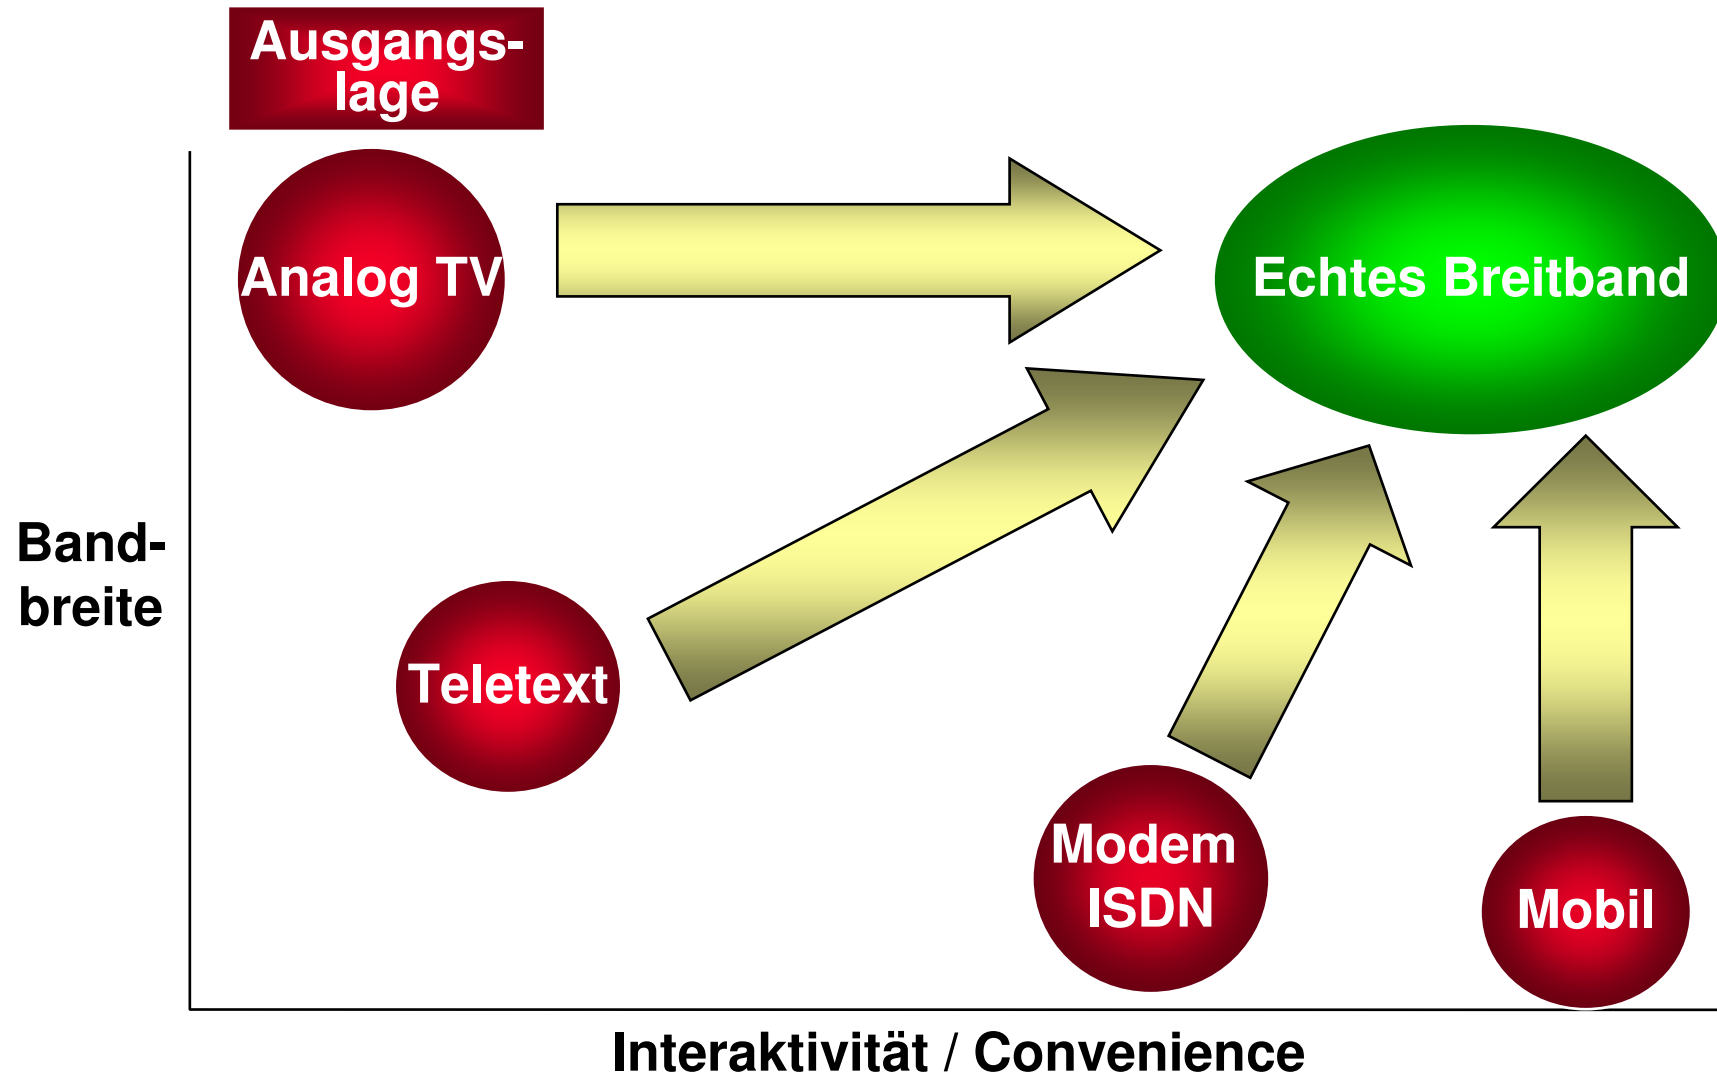 Ausgangs-
lage
Analog TV
Echtes Breitband
Band-
breite
Teletext
Modem
ISDN
Mobil
Interaktivität / Convenience